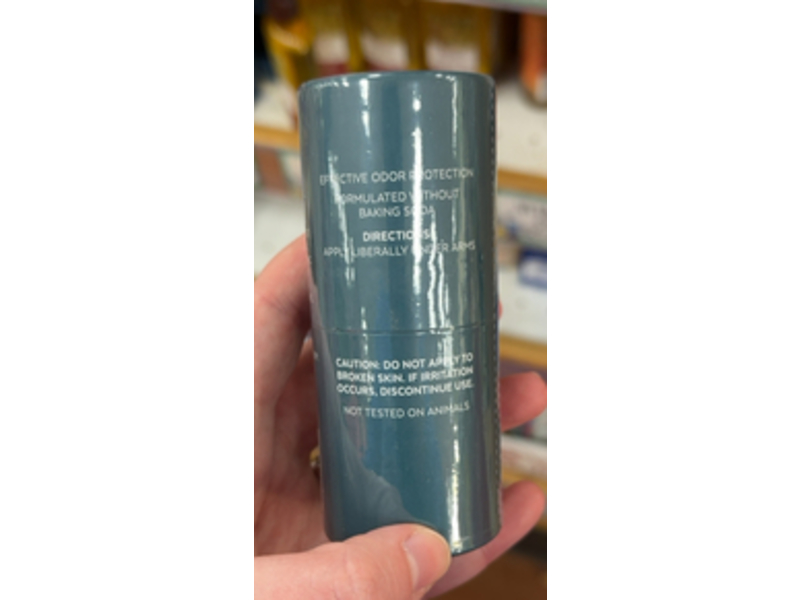 EFFECTIVE ODOR PROTECTION
FORMULATED WITHOUT
BAKING SODA
DIRECTIONS:
APPLY LIBERALLY UNDER ARMS
CAUTION: DO NOT APPLY TO
BROKEN SKIN. IF IRRITATION
OCCURS, DISCONTINUE USE.
NOT TESTED ON ANIMALS